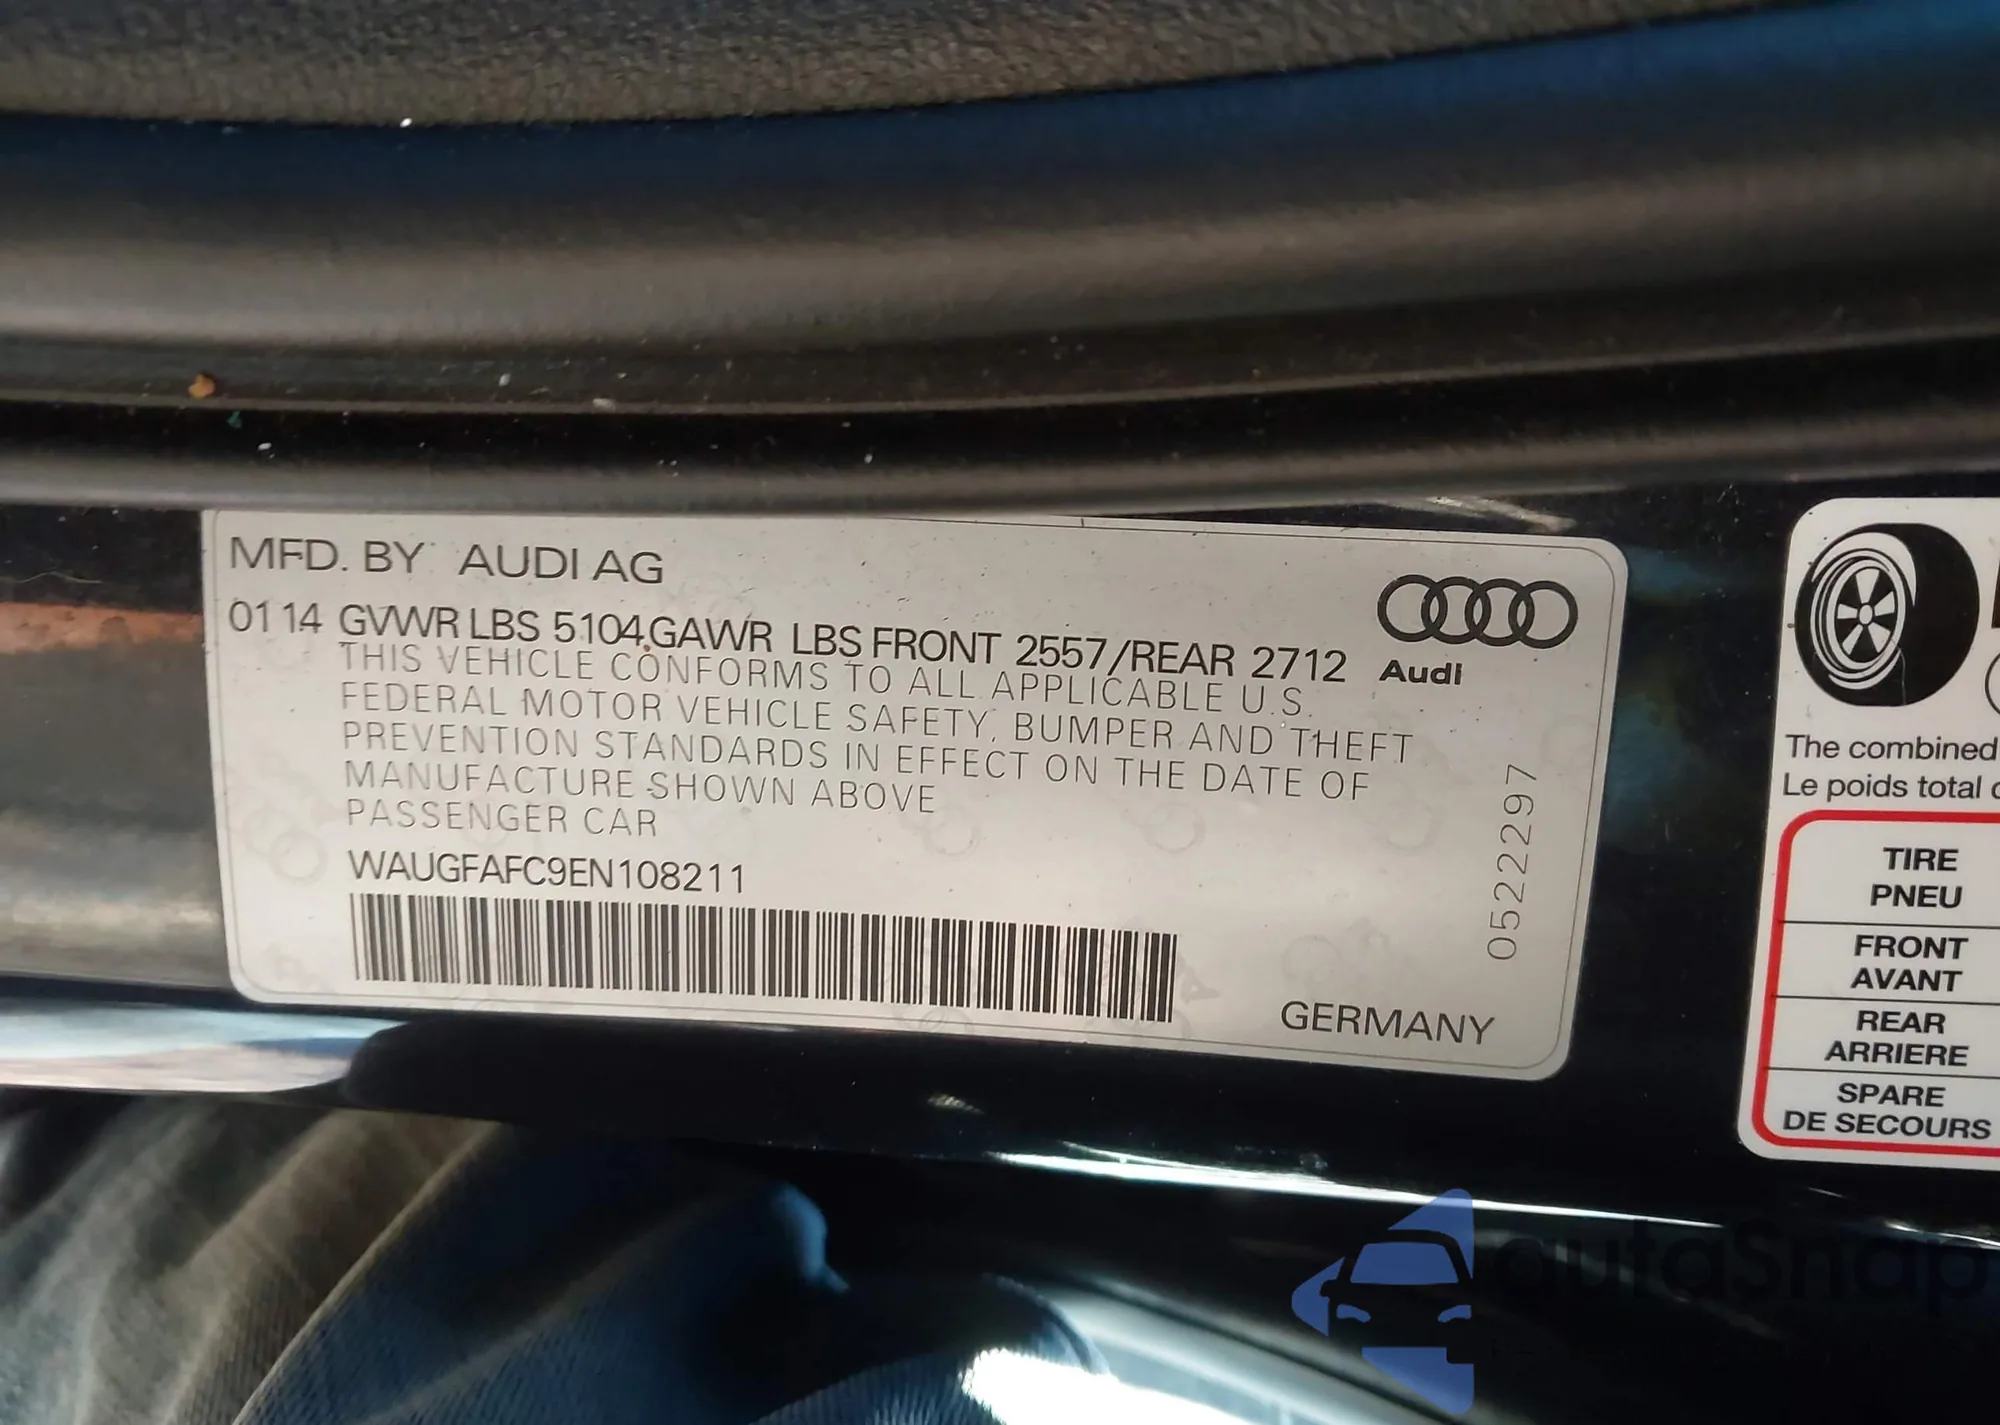 MFD. BY AUDI AG
0114 GVWR LBS 5104 GAWR LBS FRONT 2557/REAR 2712
THIS VEHICLE CONFORMS TO ALL APPLICABLE U.S.
FEDERAL MOTOR VEHICLE SAFETY, BUMPER AND THEFT
PREVENTION STANDARDS IN EFFECT ON THE DATE OF
MANUFACTURE SHOWN ABOVE
PASSENGER CAR
WAUGFAFC9EN108211
GERMANY
Audi
0522297
The combined
Le poids total
TIRE
PNEU
FRONT
AVANT
REAR
ARRIERE
SPARE
DE SECOURS
autaSnap